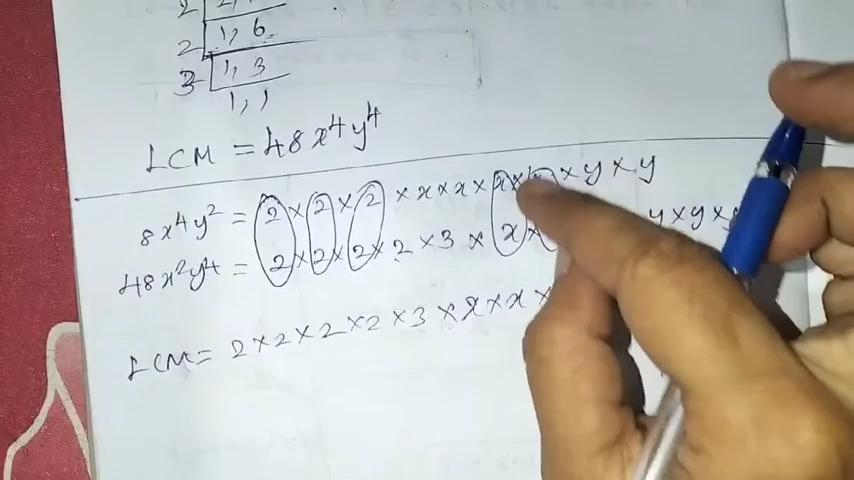 2
2 1, 6
3 1, 3
1, 1
LCM = 48x⁴y⁴
8x⁴y² = 2 × 2 × 2 × x × x × x × × y × y
48x²y⁴ = 2 × 2 × 2 × 2 × 3 × x × y × y ×
LCM = 2 × 2 × 2 × 2 × 3 × x × x ×